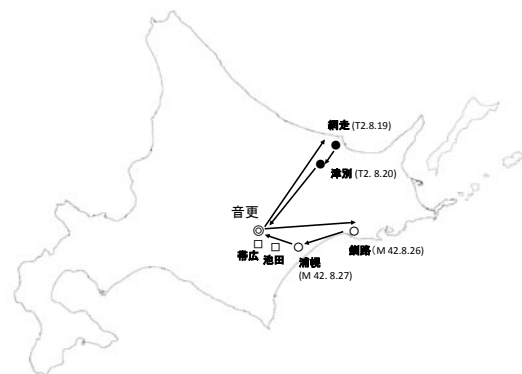 網走 (T2.8.19)
津別 (T2. 8.20)
音更
帯広
池田
浦幌
(M 42. 8.27)
釧路 (M 42.8.26)